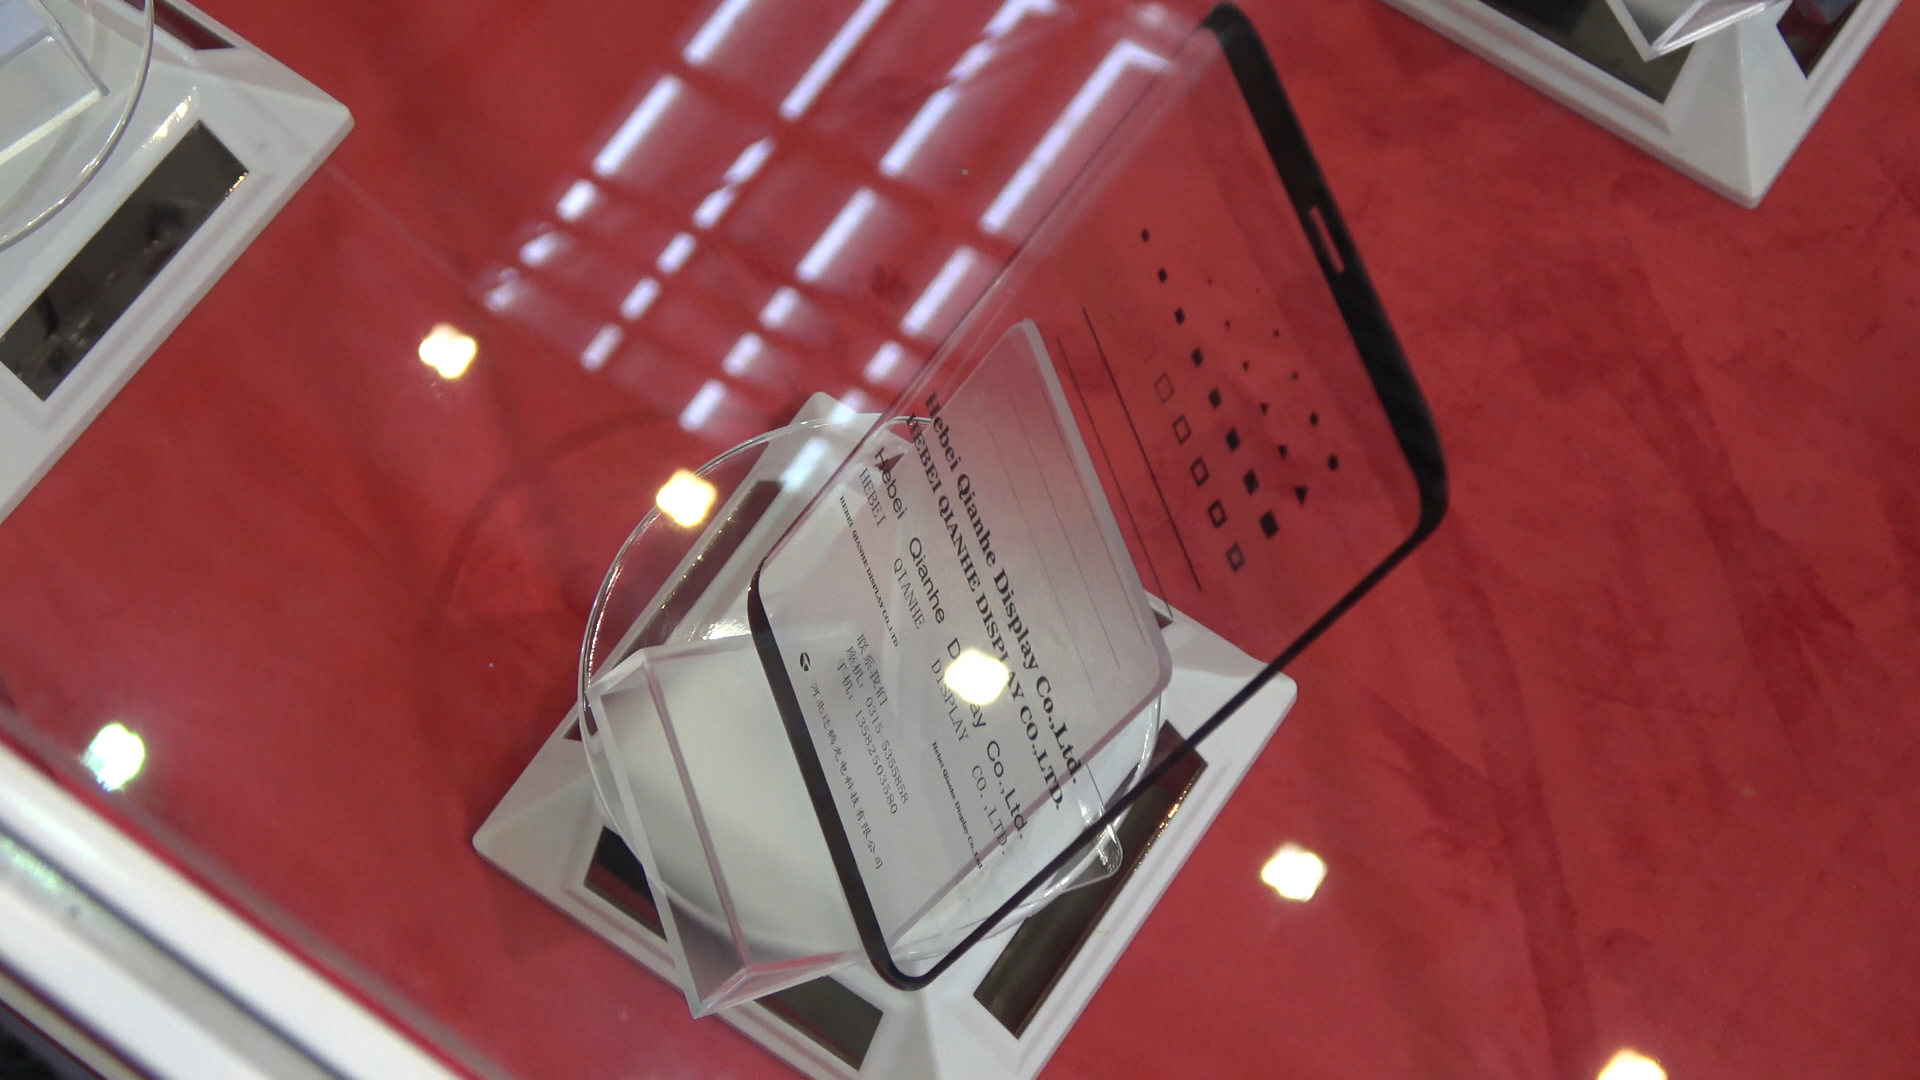 Hebei Qianhe Display Co.,Ltd.
HEBEI QIANHE DISPLAY CO.,LTD.
Hebei Qianhe Display Co.,Ltd.
HEBEI QIANHE DISPLAY CO.,LTD.
HEBEI QIANHE DISPLAY CO.,LTD.
Hebei Qianhe Display Co.,Ltd.
联系我们
座机: 0315-5355858
手机: 13582503580
河北迁鹤光电科技有限公司